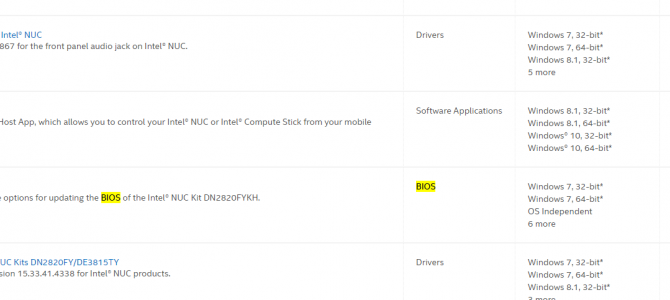 Intel® NUC
867 for the front panel audio jack on Intel® NUC.
Drivers
Windows 7, 32-bit*
Windows 7, 64-bit*
Windows 8.1, 32-bit*
5 more
Host App, which allows you to control your Intel® NUC or Intel® Compute Stick from your mobile
Software Applications
Windows 8.1, 32-bit*
Windows 8.1, 64-bit*
Windows® 10, 32-bit*
Windows® 10, 64-bit*
e options for updating the BIOS of the Intel® NUC Kit DN2820FYKH.
BIOS
Windows 7, 32-bit*
Windows 7, 64-bit*
OS Independent
6 more
UC Kits DN2820FY/DE3815TY
sion 15.33.41.4338 for Intel® NUC products.
Drivers
Windows 7, 32-bit*
Windows 7, 64-bit*
Windows 8.1, 32-bit*
3 more